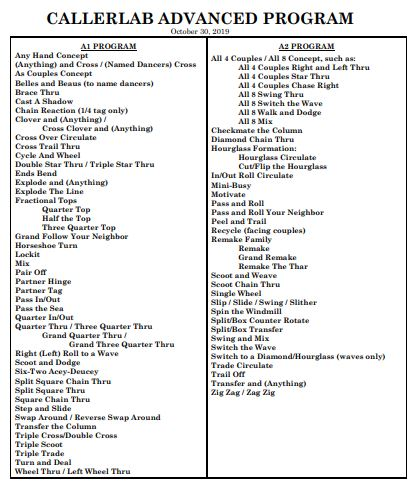 CALLERLAB ADVANCED PROGRAM
October 30, 2019
A1 PROGRAM
Any Hand Concept
(Anything) and Cross / (Named Dancers) Cross
As Couples Concept
Belles and Beaus (to name dancers)
Brace Thru
Cast A Shadow
Chain Reaction (1/4 tag only)
Clover and (Anything) /
Cross Clover and (Anything)
Cross Over Circulate
Cross Trail Thru
Cycle And Wheel
Double Star Thru / Triple Star Thru
Ends Bend
Explode and (Anything)
Explode The Line
Fractional Tops
Quarter Top
Half the Top
Three Quarter Top
Grand Follow Your Neighbor
Horseshoe Turn
Lockit
Mix
Pair Off
Partner Hinge
Partner Tag
Pass In/Out
Pass the Sea
Quarter In/Out
Quarter Thru / Three Quarter Thru
Grand Quarter Thru /
Grand Three Quarter Thru
Right (Left) Roll to a Wave
Scoot and Dodge
Six-Two Acey-Deucey
Split Square Chain Thru
Split Square Thru
Square Chain Thru
Step and Slide
Swap Around / Reverse Swap Around
Transfer the Column
Triple Cross/Double Cross
Triple Scoot
Triple Trade
Turn and Deal
Wheel Thru / Left Wheel Thru
A2 PROGRAM
All 4 Couples / All 8 Concept, such as:
All 4 Couples Right and Left Thru
All 4 Couples Star Thru
All 4 Couples Chase Right
All 8 Swing Thru
All 8 Switch the Wave
All 8 Walk and Dodge
All 8 Mix
Checkmate the Column
Diamond Chain Thru
Hourglass Formation:
Hourglass Circulate
Cut/Flip the Hourglass
In/Out Roll Circulate
Mini-Busy
Motivate
Pass and Roll
Pass and Roll Your Neighbor
Peel and Trail
Recycle (facing couples)
Remake Family
Remake
Grand Remake
Remake The Thar
Scoot and Weave
Scoot Chain Thru
Single Wheel
Slip / Slide / Swing / Slither
Spin the Windmill
Split/Box Counter Rotate
Split/Box Transfer
Swing and Mix
Switch the Wave
Switch to a Diamond/Hourglass (waves only)
Trade Circulate
Trail Off
Transfer and (Anything)
Zig Zag / Zag Zig